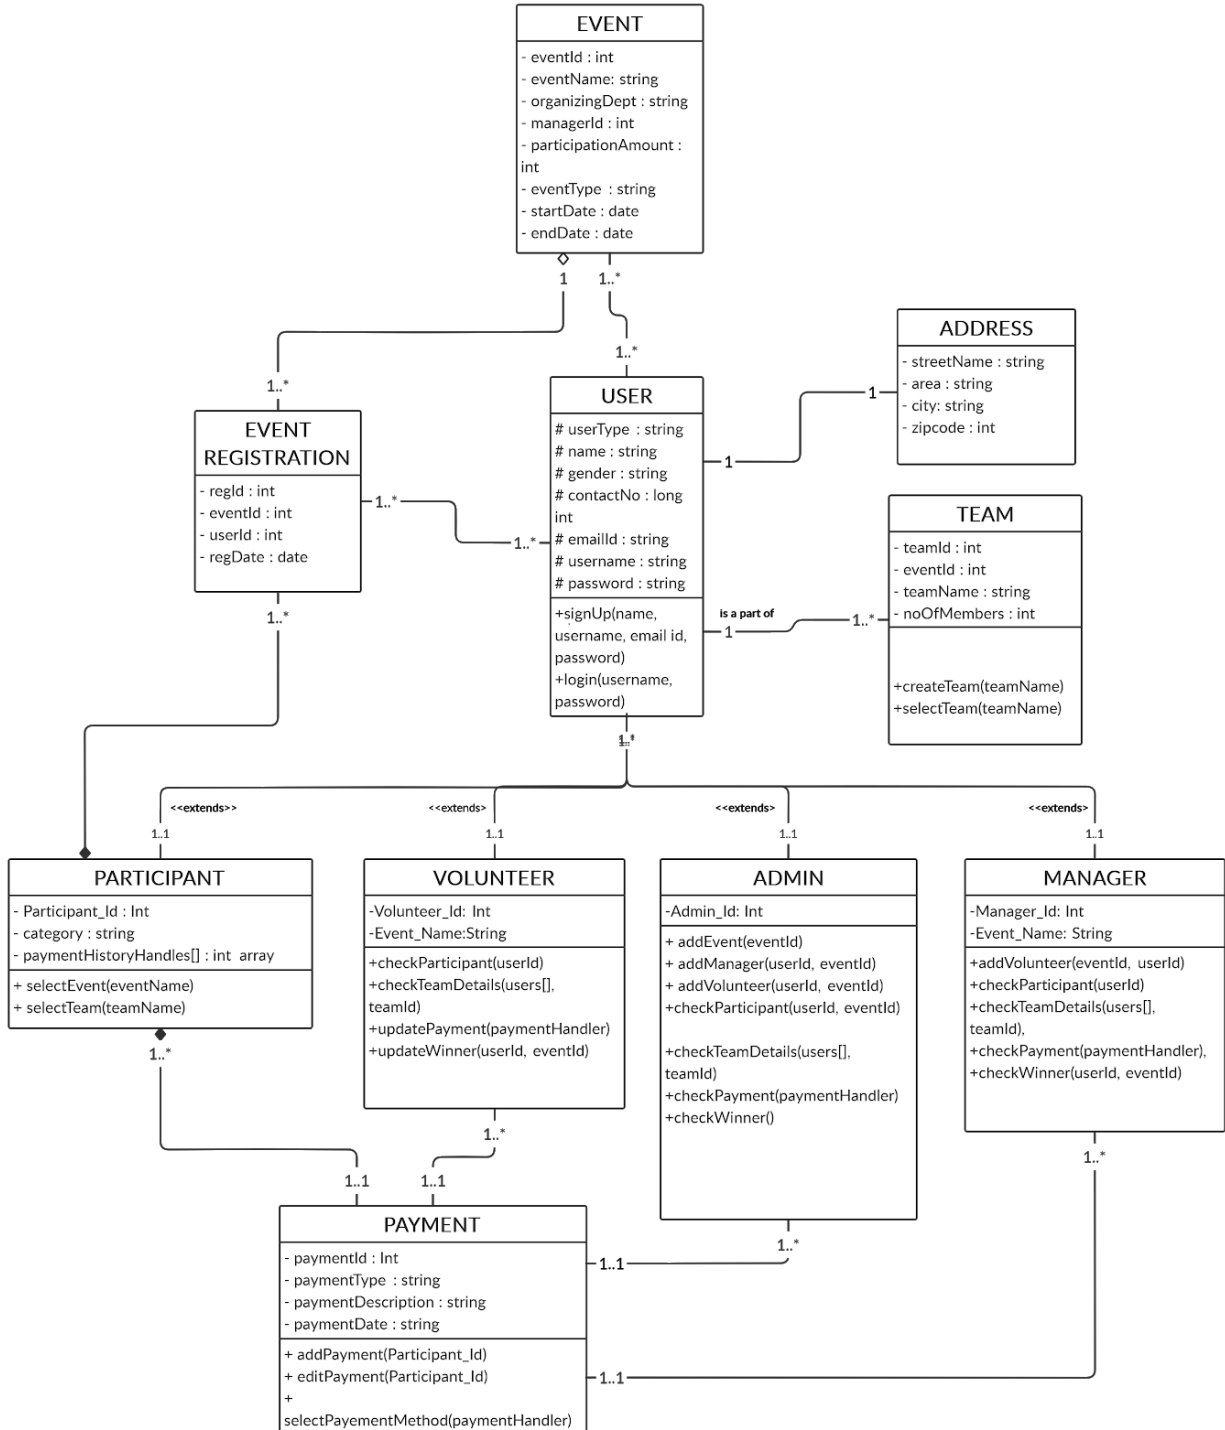 EVENT
- eventId : int
- eventName: string
- organizingDept : string
- managerId : int
- participationAmount :
int
- eventType : string
- startDate : date
- endDate : date
1
1..*
1..*
1..*
ADDRESS
- streetName : string
- area : string
- city: string
- zipcode : int
1
1
EVENT
REGISTRATION
- regId : int
- eventId : int
- userId : int
- regDate : date
1..*
1..*
1..*
USER
# userType : string
# name : string
# gender : string
# contactNo : long
int
# emailId : string
# username : string
# password : string
+signUp(name,
username, email id,
password)
+login(username,
password)
is a part of
1
1..*
TEAM
- teamId : int
- eventId : int
- teamName : string
- noOfMembers : int
+createTeam(teamName)
+selectTeam(teamName)
<<extends>>
<<extends>
<<extends>
<<extends>
1..1
1..1
1..1
1..1
PARTICIPANT
- Participant_Id : Int
- category : string
- paymentHistoryHandles[] : int array
+ selectEvent(eventName)
+ selectTeam(teamName)
1..*
VOLUNTEER
-Volunteer_Id: Int
-Event_Name:String
+checkParticipant(userId)
+checkTeamDetails(users[],
teamId)
+updatePayment(paymentHandler)
+updateWinner(userId, eventId)
1..*
ADMIN
-Admin_Id: Int
+ addEvent(eventId)
+ addManager(userId, eventId)
+ addVolunteer(userId, eventId)
+checkParticipant(userId, eventId)
+checkTeamDetails(users[],
teamId)
+checkPayment(paymentHandler)
+checkWinner()
1..*
MANAGER
-Manager_Id: Int
-Event_Name: String
+addVolunteer(eventId, userId)
+checkParticipant(userId)
+checkTeamDetails(users[],
teamId),
+checkPayment(paymentHandler),
+checkWinner(userId, eventId)
1..*
1..1
1..1
PAYMENT
- paymentId : Int
- paymentType : string
- paymentDescription : string
- paymentDate : string
+ addPayment(Participant_Id)
+ editPayment(Participant_Id)
+
selectPayementMethod(paymentHandler)
1..1
1..1